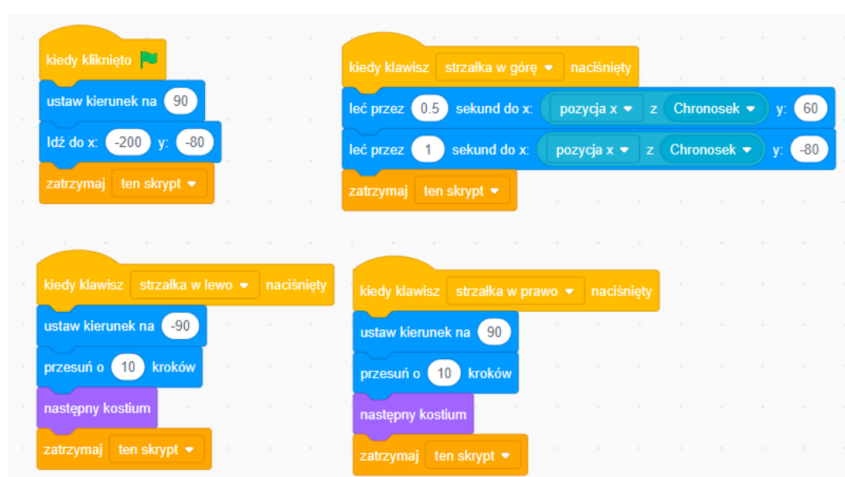 kiedy kliknięto
ustaw kierunek na 90
Idź do x: -200 y: -80
zatrzymaj ten skrypt
kiedy klawisz strzałka w górę naciśnięty
leć przez 0.5 sekund do x: pozycja x z Chronosek y: 60
leć przez 1 sekund do x: pozycja x z Chronosek y: -80
zatrzymaj ten skrypt
kiedy klawisz strzałka w lewo naciśnięty
ustaw kierunek na -90
przesuń o 10 kroków
następny kostium
zatrzymaj ten skrypt
kiedy klawisz strzałka w prawo naciśnięty
ustaw kierunek na 90
przesuń o 10 kroków
następny kostium
zatrzymaj ten skrypt